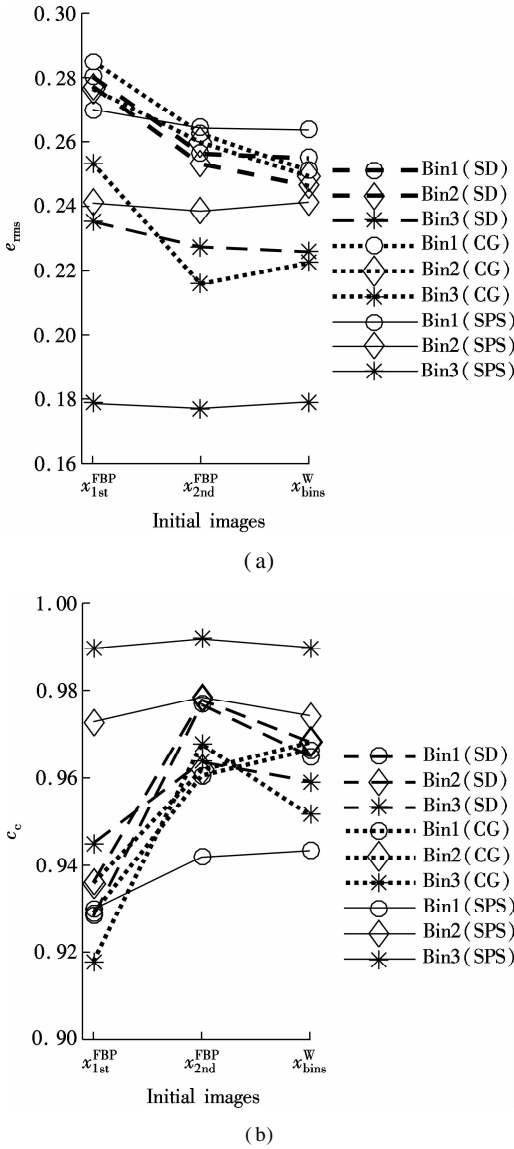 0.30
0.28
0.26
0.24
0.22
0.20
0.18
0.16
e_rms
Bin1(SD)
Bin2(SD)
Bin3(SD)
Bin1(CG)
Bin2(CG)
Bin3(CG)
Bin1(SPS)
Bin2(SPS)
Bin3(SPS)
x_1st^FBP x_2nd^FBP x_bins^W
Initial images
(a)
1.00
0.98
0.96
0.94
0.92
0.90
c_c
Bin1(SD)
Bin2(SD)
Bin3(SD)
Bin1(CG)
Bin2(CG)
Bin3(CG)
Bin1(SPS)
Bin2(SPS)
Bin3(SPS)
x_1st^FBP x_2nd^FBP x_bins^W
Initial images
(b)